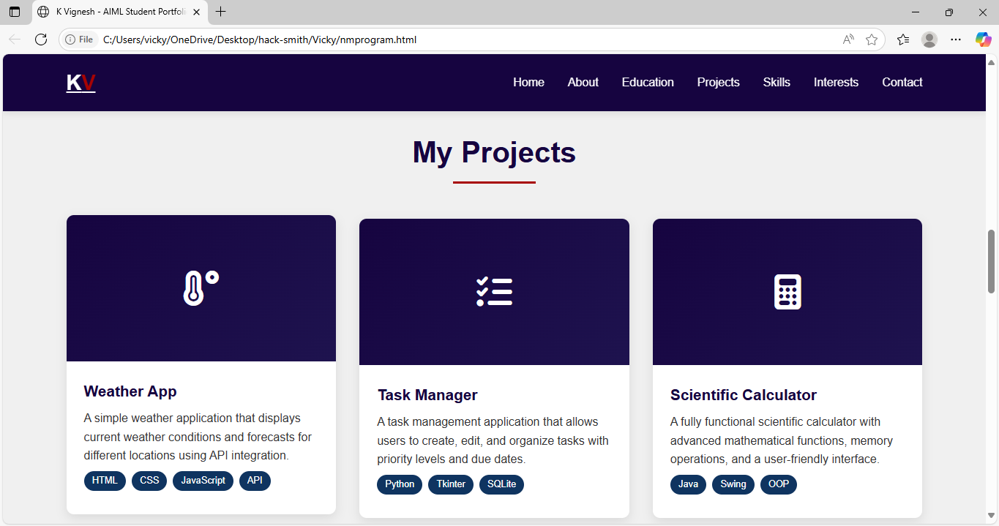 K Vignesh - AIML Student Portfoli
File C:/Users/vicky/OneDrive/Desktop/hack-smith/Vicky/nmprogram.html
KV
Home About Education Projects Skills Interests Contact
My Projects
Weather App
A simple weather application that displays
current weather conditions and forecasts for
different locations using API integration.
HTML CSS JavaScript API
Task Manager
A task management application that allows
users to create, edit, and organize tasks with
priority levels and due dates.
Python Tkinter SQLite
Scientific Calculator
A fully functional scientific calculator with
advanced mathematical functions, memory
operations, and a user-friendly interface.
Java Swing OOP